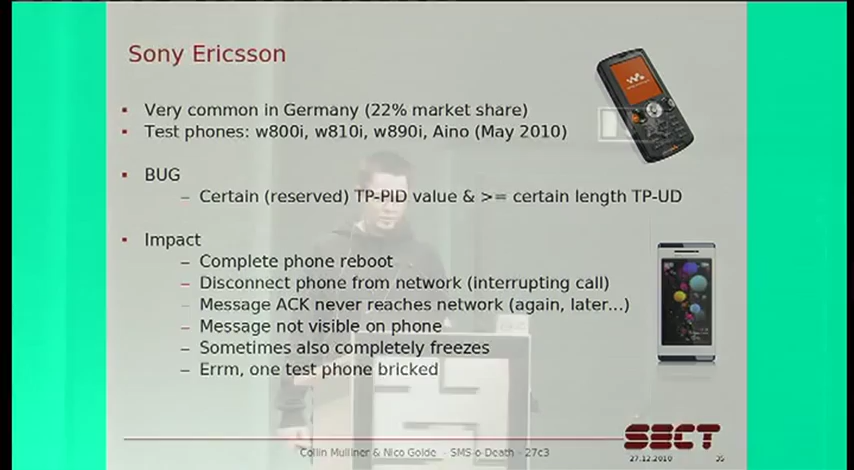 Sony Ericsson
▪ Very common in Germany (22% market share)
▪ Test phones: w800i, w810i, w890i, Aino (May 2010)
▪ BUG
– Certain (reserved) TP-PID value & >= certain length TP-UD
▪ Impact
– Complete phone reboot
– Disconnect phone from network (interrupting call)
– Message ACK never reaches network (again, later...)
– Message not visible on phone
– Sometimes also completely freezes
– Errm, one test phone bricked
SECT
Collin Mulliner & Nico Golde - SMS-o-Death - 27c3
27.12.2010